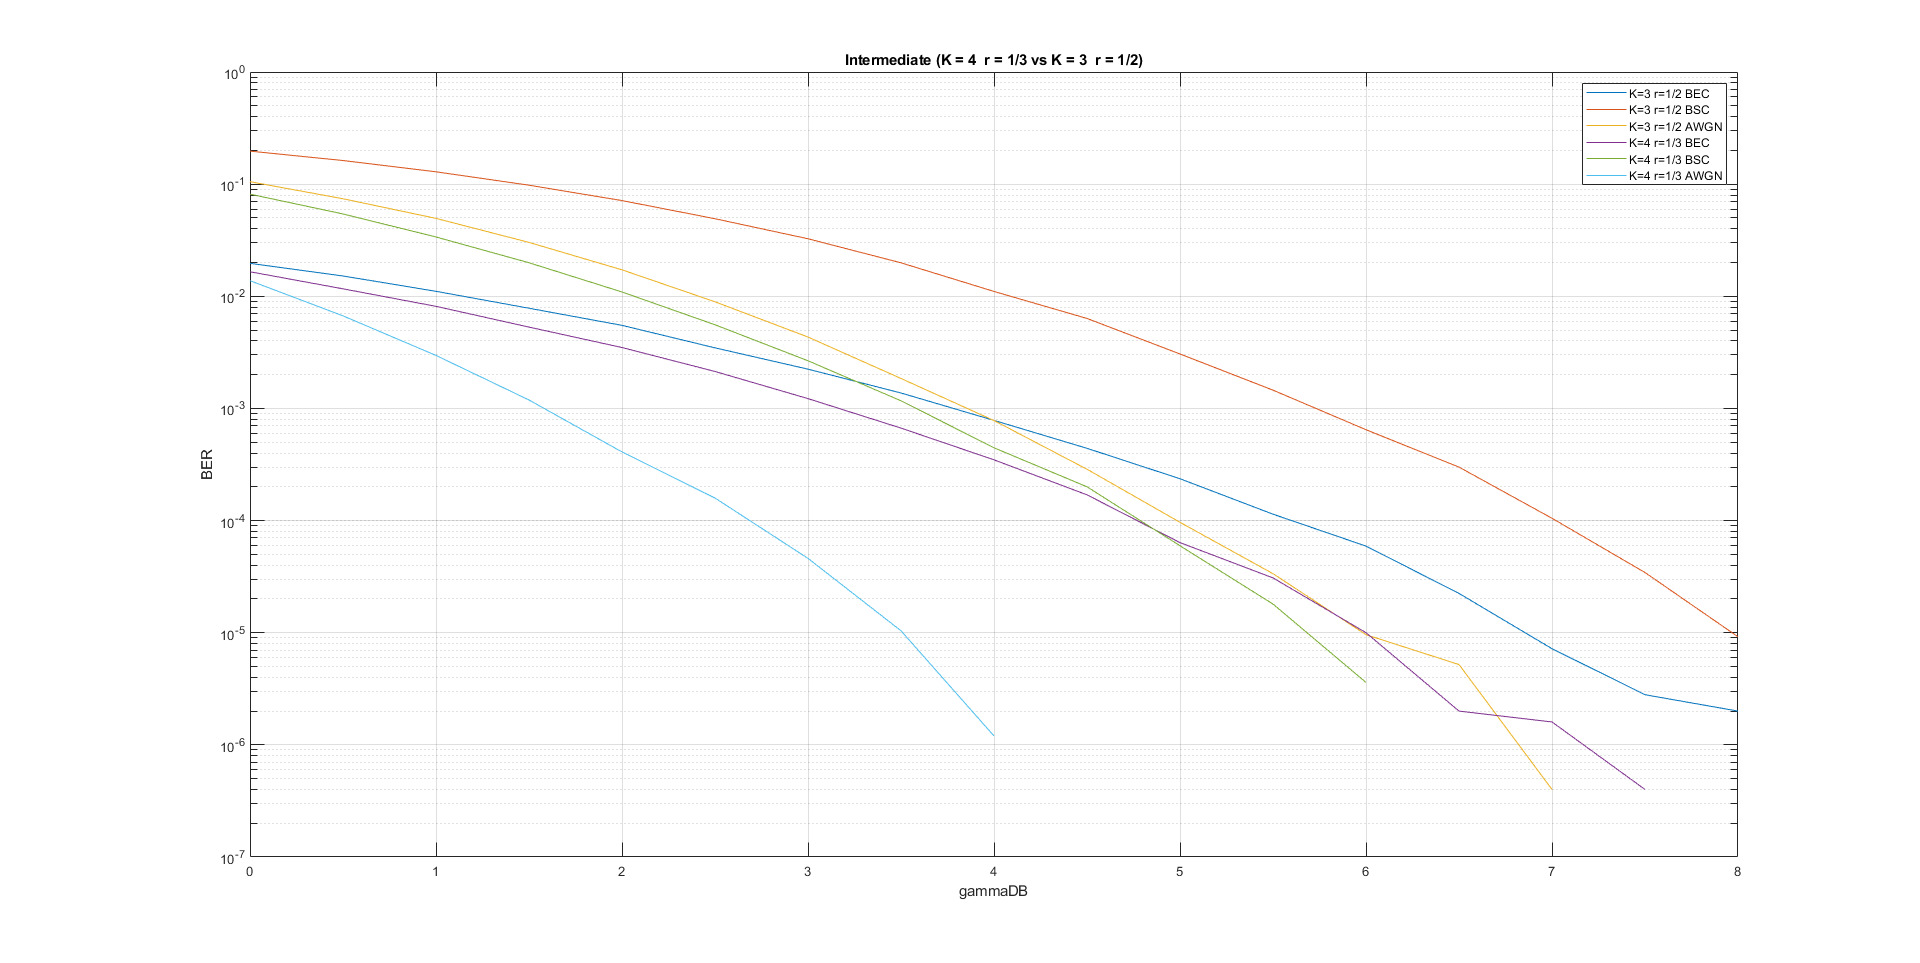 Intermediate (K = 4 r = 1/3 vs K = 3 r = 1/2)
K=3 r=1/2 BEC
K=3 r=1/2 BSC
K=3 r=1/2 AWGN
K=4 r=1/3 BEC
K=4 r=1/3 BSC
K=4 r=1/3 AWGN
10^0
10^-1
10^-2
10^-3
10^-4
10^-5
10^-6
10^-7
BER
0 1 2 3 4 5 6 7 8
gammaDB